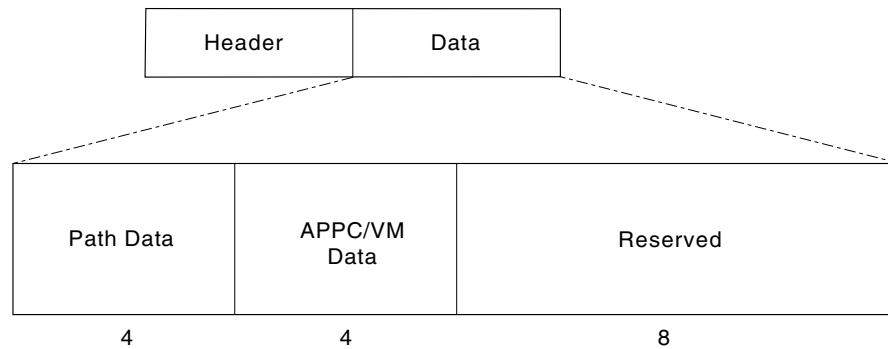 Header Data
Path Data
APPC/VM
Data
Reserved
4 4 8